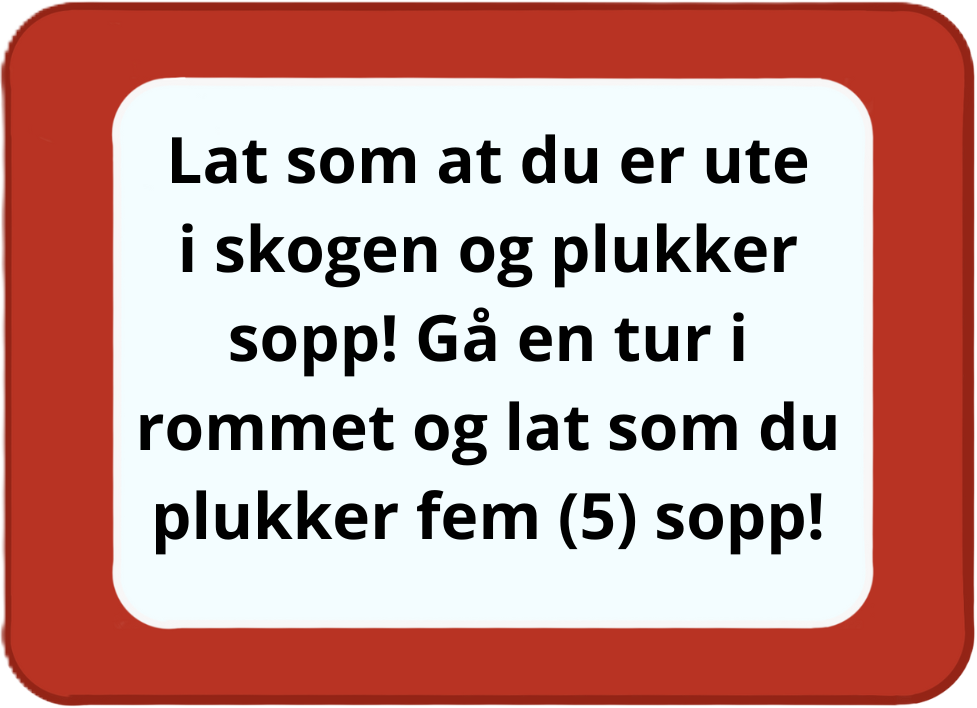 Lat som at du er ute
i skogen og plukker
sopp! Gå en tur i
rommet og lat som du
plukker fem (5) sopp!